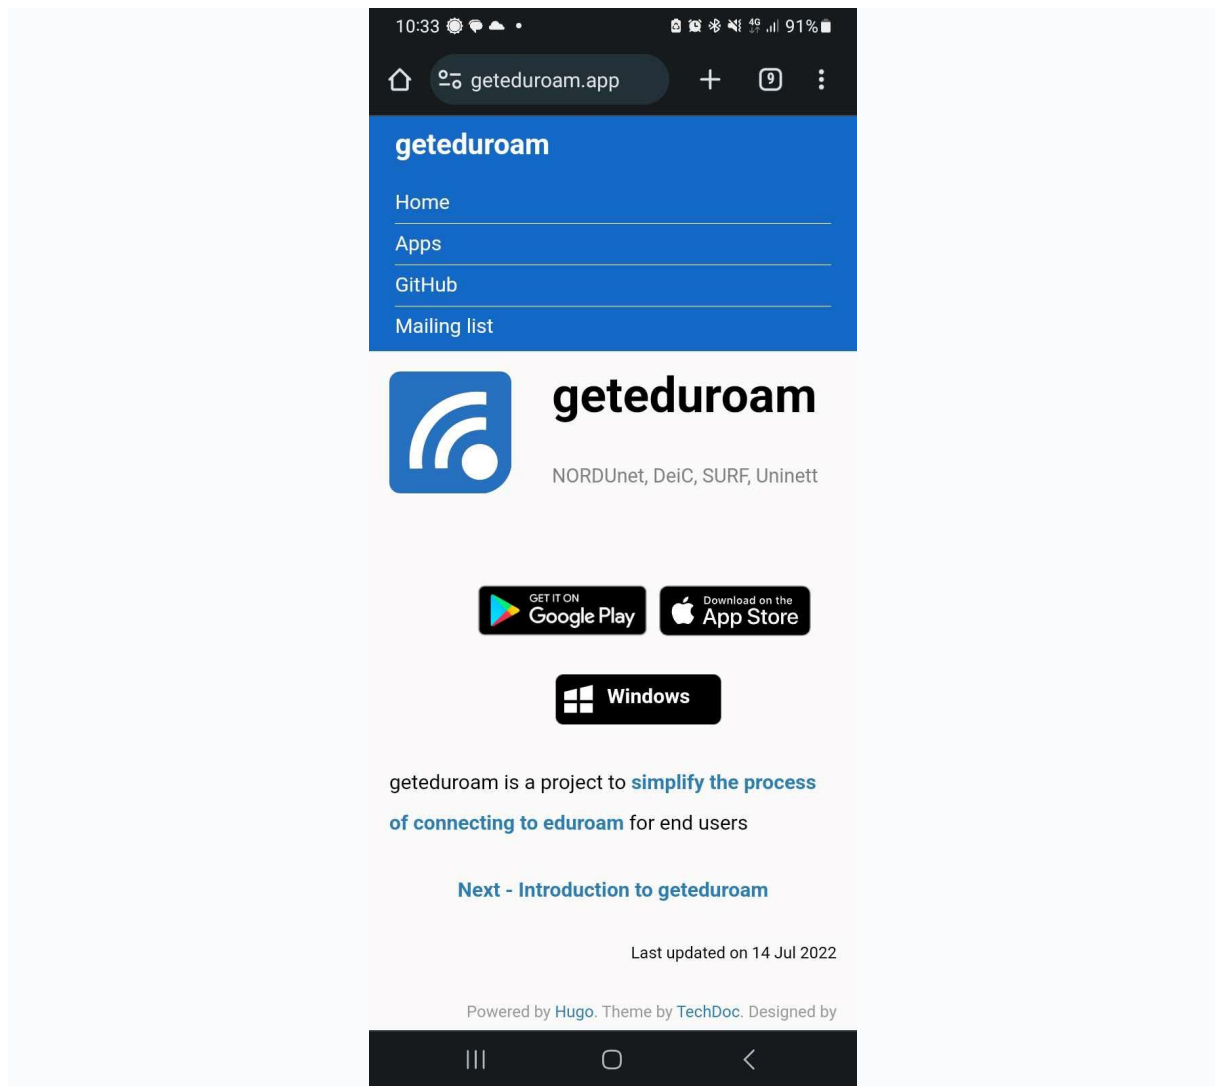 10:33
4G 91%
geteduroam.app
9
geteduroam
Home
Apps
GitHub
Mailing list
geteduroam
NORDUnet, DeiC, SURF, Uninett
GET IT ON
Google Play
Download on the
App Store
Windows
geteduroam is a project to simplify the process
of connecting to eduroam for end users
Next - Introduction to geteduroam
Last updated on 14 Jul 2022
Powered by Hugo. Theme by TechDoc. Designed by